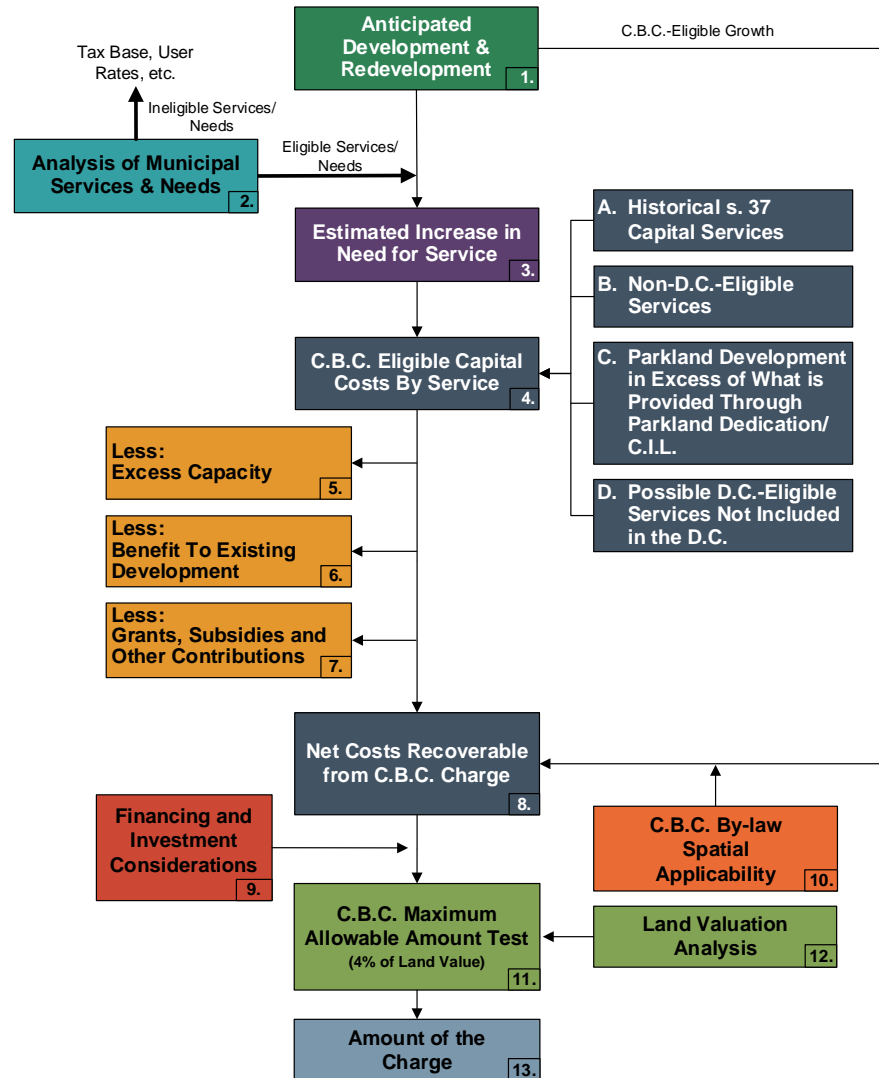 Anticipated
Development &
Redevelopment
1.
C.B.C.-Eligible Growth
Tax Base, User
Rates, etc.
Ineligible Services/
Needs
Analysis of Municipal
Services & Needs
2.
Eligible Services/
Needs
Estimated Increase in
Need for Service
3.
A. Historical s. 37
Capital Services
B. Non-D.C.-Eligible
Services
C. Parkland Development
in Excess of What is
Provided Through
Parkland Dedication/
C.I.L.
D. Possible D.C.-Eligible
Services Not Included
in the D.C.
C.B.C. Eligible Capital
Costs By Service
4.
Less:
Excess Capacity
5.
Less:
Benefit To Existing
Development
6.
Less:
Grants, Subsidies and
Other Contributions
7.
Net Costs Recoverable
from C.B.C. Charge
8.
Financing and
Investment
Considerations
9.
C.B.C. By-law
Spatial
Applicability
10.
C.B.C. Maximum
Allowable Amount Test
(4% of Land Value)
11.
Land Valuation
Analysis
12.
Amount of the
Charge
13.